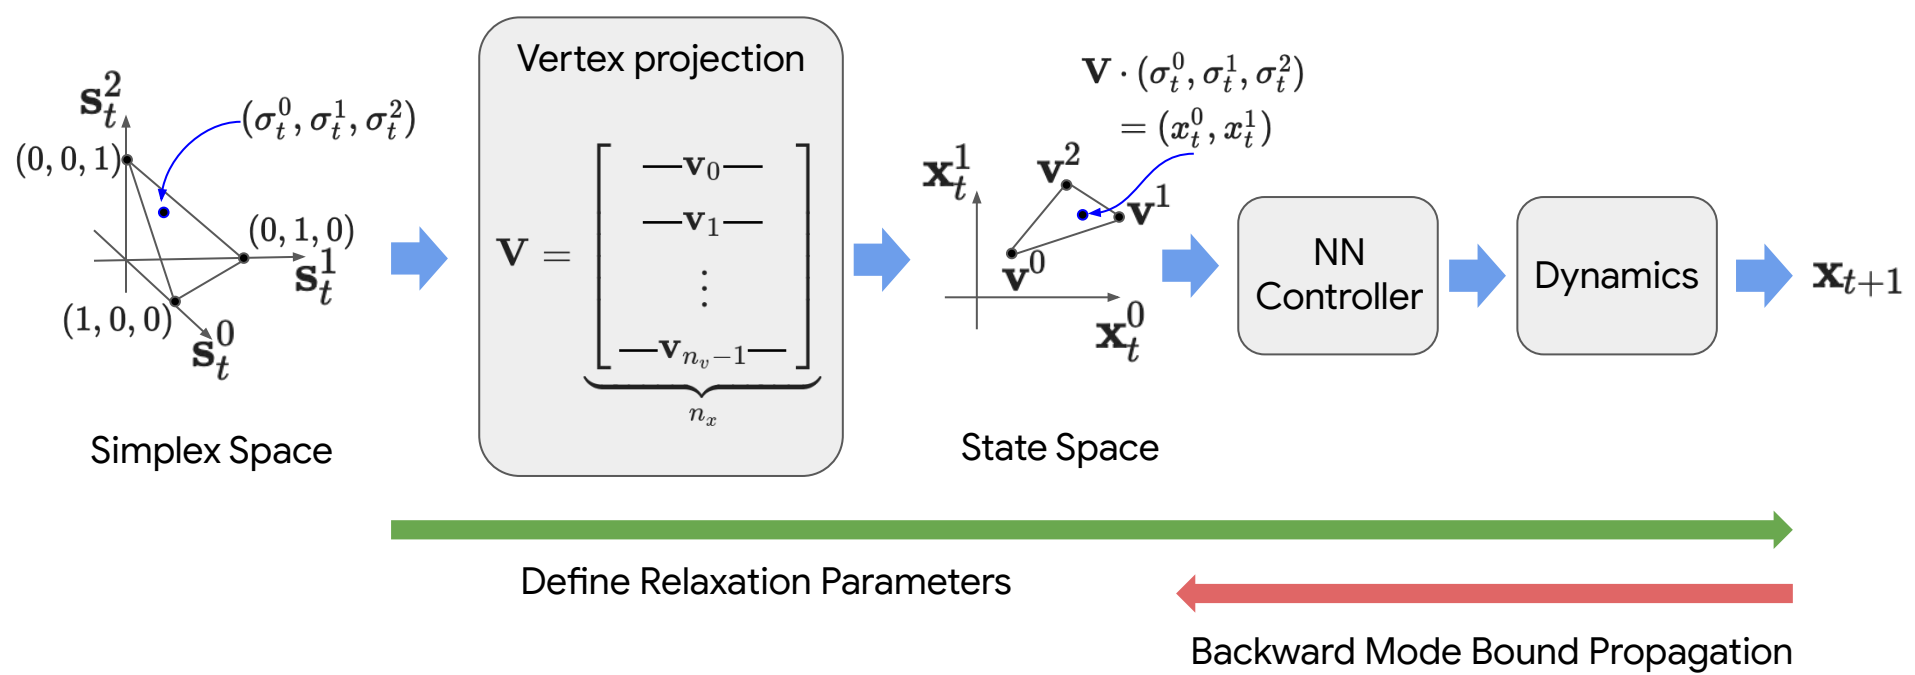 Vertex projection
V · (σ_t^0, σ_t^1, σ_t^2)
= (x_t^0, x_t^1)
s_t^2
(σ_t^0, σ_t^1, σ_t^2)
(0, 0, 1)
(0, 1, 0)
s_t^1
(1, 0, 0)
s_t^0
V =
—v_0—
—v_1—
⋮
—v_{n_v−1}—
n_x
x_t^1
v^2
v^1
v^0
x_t^0
NN
Controller
Dynamics
x_{t+1}
Simplex Space
State Space
Define Relaxation Parameters
Backward Mode Bound Propagation